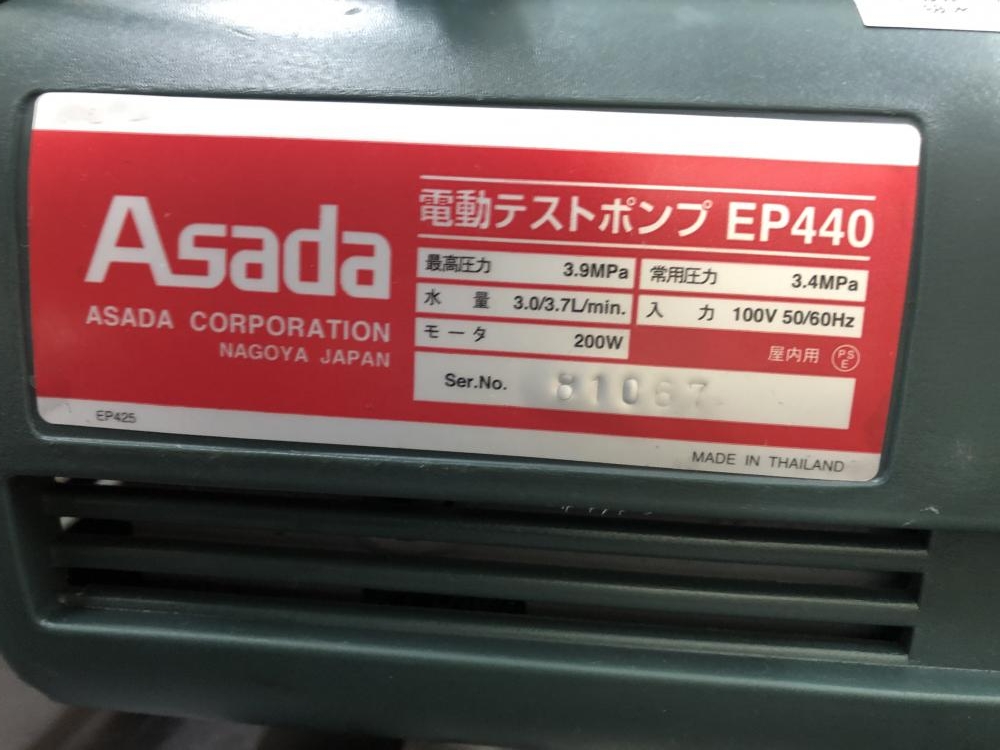 Asada
ASADA CORPORATION
NAGOYA JAPAN
電動テストポンプ EP440
最高圧力 3.9MPa 常用圧力 3.4MPa
水量 3.0/3.7L/min. 入力 100V 50/60Hz
モータ 200W
屋内用 PSE
Ser.No. 81067
EP425
MADE IN THAILAND